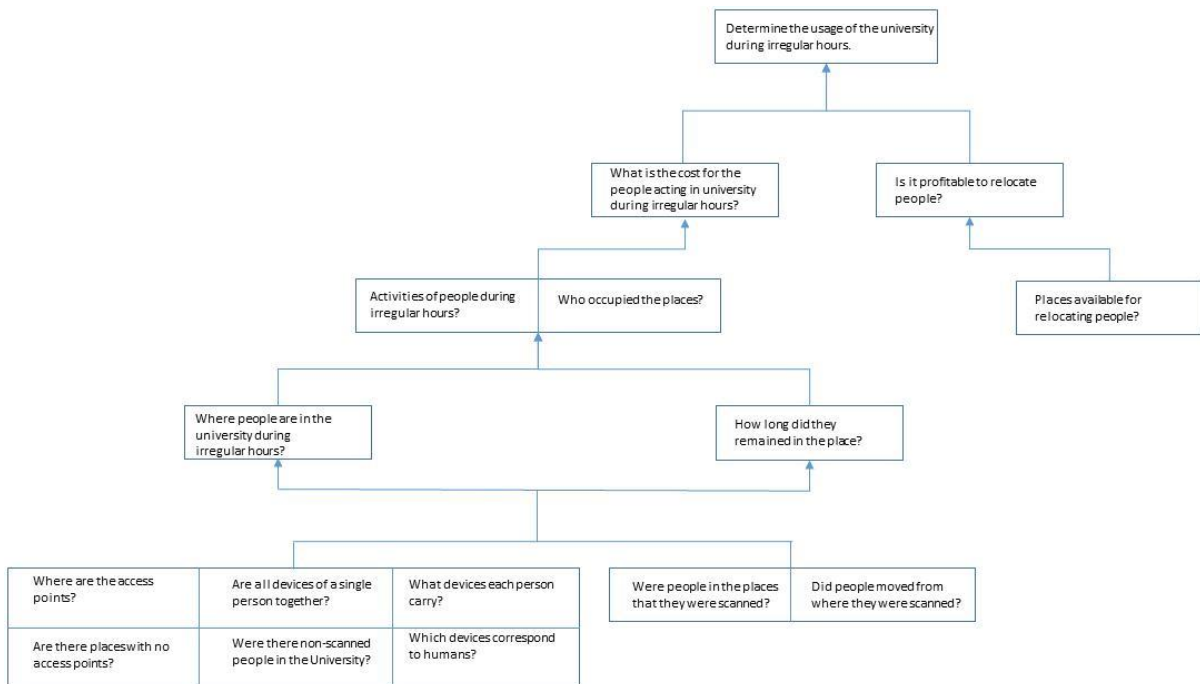 Determine the usage of the university
during irregular hours.
What is the cost for the
people acting in university
during irregular hours?
Is it profitable to relocate
people?
Activities of people during
irregular hours?
Who occupied the places?
Places available for
relocating people?
Where people are in the
university during
irregular hours?
How long did they
remained in the place?
Where are the access
points?
Are all devices of a single
person together?
What devices each person
carry?
Were people in the places
that they were scanned?
Did people moved from
where they were scanned?
Are there places with no
access points?
Were there non-scanned
people in the University?
Which devices correspond
to humans?